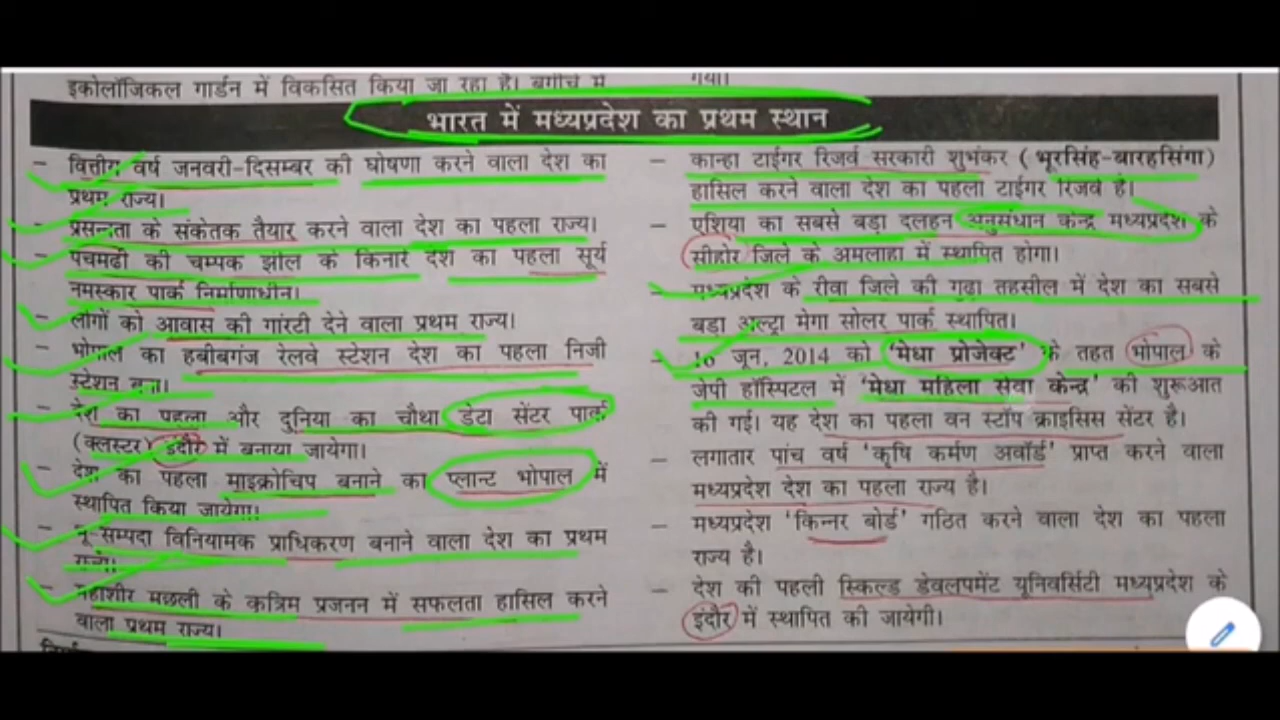 इकोलॉजिकल गार्डन में विकसित किया जा रहा है। बगीचे में
गया।
भारत में मध्यप्रदेश का प्रथम स्थान
– वित्तीय वर्ष जनवरी-दिसम्बर की घोषणा करने वाला देश का
प्रथम राज्य।
– प्रसन्नता के संकेतक तैयार करने वाला देश का पहला राज्य।
– पचमढी की चम्पक झील के किनारे देश का पहला सूर्य
नमस्कार पार्क निर्माणाधीन।
– लोगों को आवास की गांरटी देने वाला प्रथम राज्य।
– भोपाल का हबीबगंज रेलवे स्टेशन देश का पहला निजी
स्टेशन बना।
– देश का पहला और दुनिया का चौथा डेटा सेंटर पार्क
(क्लस्टर) इंदौर में बनाया जायेगा।
– देश का पहला माइक्रोचिप बनाने का प्लान्ट भोपाल में
स्थापित किया जायेगा।
– भू-सम्पदा विनियामक प्राधिकरण बनाने वाला देश का प्रथम
राज्य।
– महाशीर मछली के कृत्रिम प्रजनन में सफलता हासिल करने
वाला प्रथम राज्य।
– कान्हा टाईगर रिजर्व सरकारी शुभंकर (भूरसिंह-बारहसिंगा)
हासिल करने वाला देश का पहला टाईगर रिजर्व है।
– एशिया का सबसे बड़ा दलहन अनुसंधान केन्द्र मध्यप्रदेश के
सीहोर जिले के अमलाहा में स्थापित होगा।
– मध्यप्रदेश के रीवा जिले की गुढ़ा तहसील में देश का सबसे
बड़ा अल्ट्रा मेगा सोलर पार्क स्थापित।
– 16 जून, 2014 को 'मेधा प्रोजेक्ट' के तहत भोपाल के
जेपी हॉस्पिटल में 'मेधा महिला सेवा केन्द्र' की शुरूआत
की गई। यह देश का पहला वन स्टॉप क्राइसिस सेंटर है।
– लगातार पांच वर्ष 'कृषि कर्मण अवॉर्ड' प्राप्त करने वाला
मध्यप्रदेश देश का पहला राज्य है।
– मध्यप्रदेश 'किन्नर बोर्ड' गठित करने वाला देश का पहला
राज्य है।
– देश की पहली स्किल्ड डेवलपमेंट यूनिवर्सिटी मध्यप्रदेश के
इंदौर में स्थापित की जायेगी।